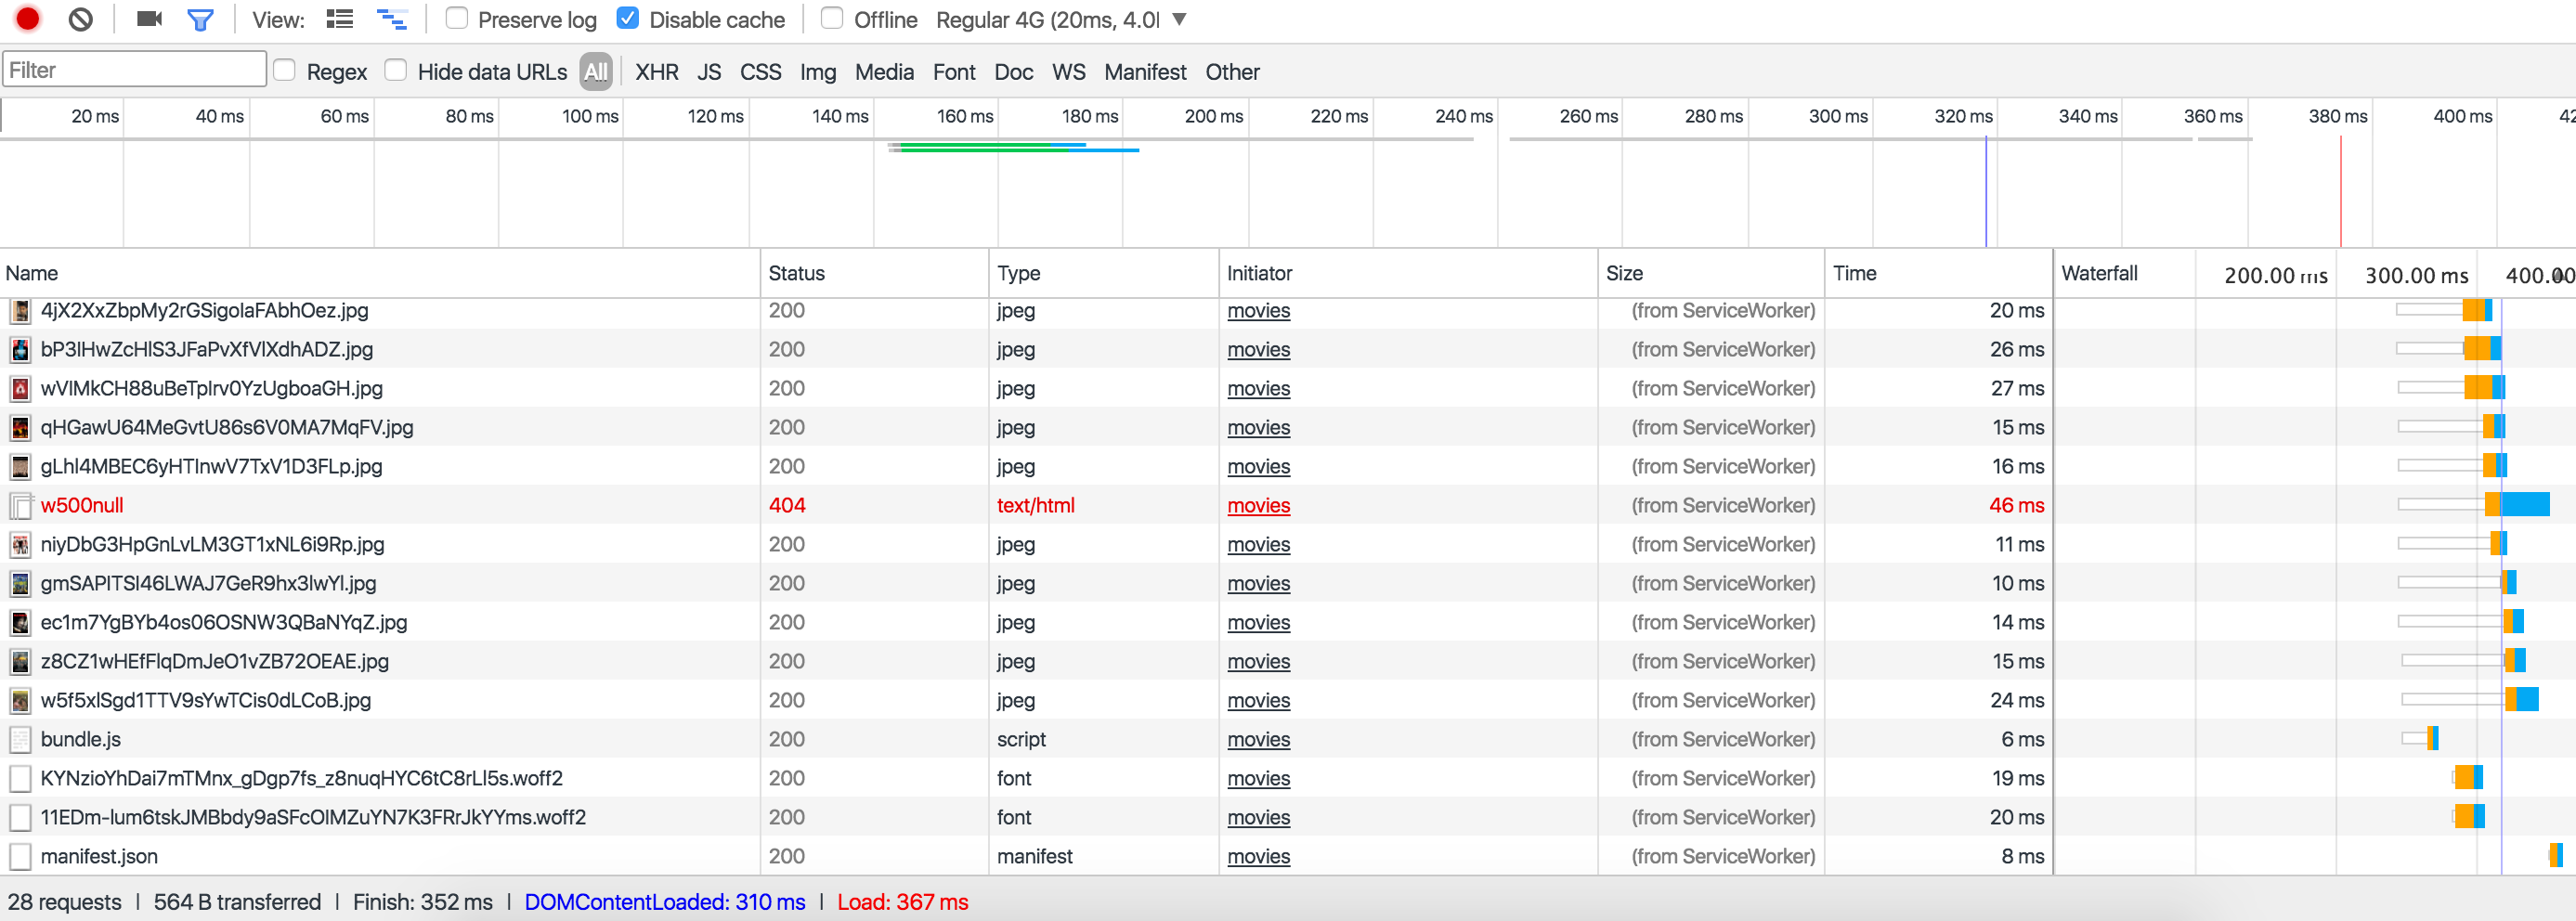 View: Preserve log Disable cache Offline Regular 4G (20ms, 4.0
Filter Regex Hide data URLs All XHR JS CSS Img Media Font Doc WS Manifest Other
20 ms 40 ms 60 ms 80 ms 100 ms 120 ms 140 ms 160 ms 180 ms 200 ms 220 ms 240 ms 260 ms 280 ms 300 ms 320 ms 340 ms 360 ms 380 ms 400 ms 42
Name Status Type Initiator Size Time Waterfall 200.00 ms 300.00 ms 400.00
4jX2XxZbpMy2rGSigolaFAbhOez.jpg 200 jpeg movies (from ServiceWorker) 20 ms
bP3lHwZcHlS3JFaPvXfVlXdhADZ.jpg 200 jpeg movies (from ServiceWorker) 26 ms
wVlMkCH88uBeTplrv0YzUgboaGH.jpg 200 jpeg movies (from ServiceWorker) 27 ms
qHGawU64MeGvtU86s6V0MA7MqFV.jpg 200 jpeg movies (from ServiceWorker) 15 ms
gLhl4MBEC6yHTInwV7TxV1D3FLp.jpg 200 jpeg movies (from ServiceWorker) 16 ms
w500null 404 text/html movies (from ServiceWorker) 46 ms
niyDbG3HpGnLvLM3GT1xNL6i9Rp.jpg 200 jpeg movies (from ServiceWorker) 11 ms
gmSAPITSl46LWAJ7GeR9hx3lwYl.jpg 200 jpeg movies (from ServiceWorker) 10 ms
ec1m7YgBYb4os06OSNW3QBaNYqZ.jpg 200 jpeg movies (from ServiceWorker) 14 ms
z8CZ1wHEfFlqDmJeO1vZB72OEAE.jpg 200 jpeg movies (from ServiceWorker) 15 ms
w5f5xlSgd1TTV9sYwTCis0dLCoB.jpg 200 jpeg movies (from ServiceWorker) 24 ms
bundle.js 200 script movies (from ServiceWorker) 6 ms
KYNzioYhDai7mTMnx_gDgp7fs_z8nuqHYC6tC8rLl5s.woff2 200 font movies (from ServiceWorker) 19 ms
11EDm-lum6tskJMBbdy9aSFcOlMZuYN7K3FRrJkYYms.woff2 200 font movies (from ServiceWorker) 20 ms
manifest.json 200 manifest movies (from ServiceWorker) 8 ms
28 requests | 564 B transferred | Finish: 352 ms | DOMContentLoaded: 310 ms | Load: 367 ms